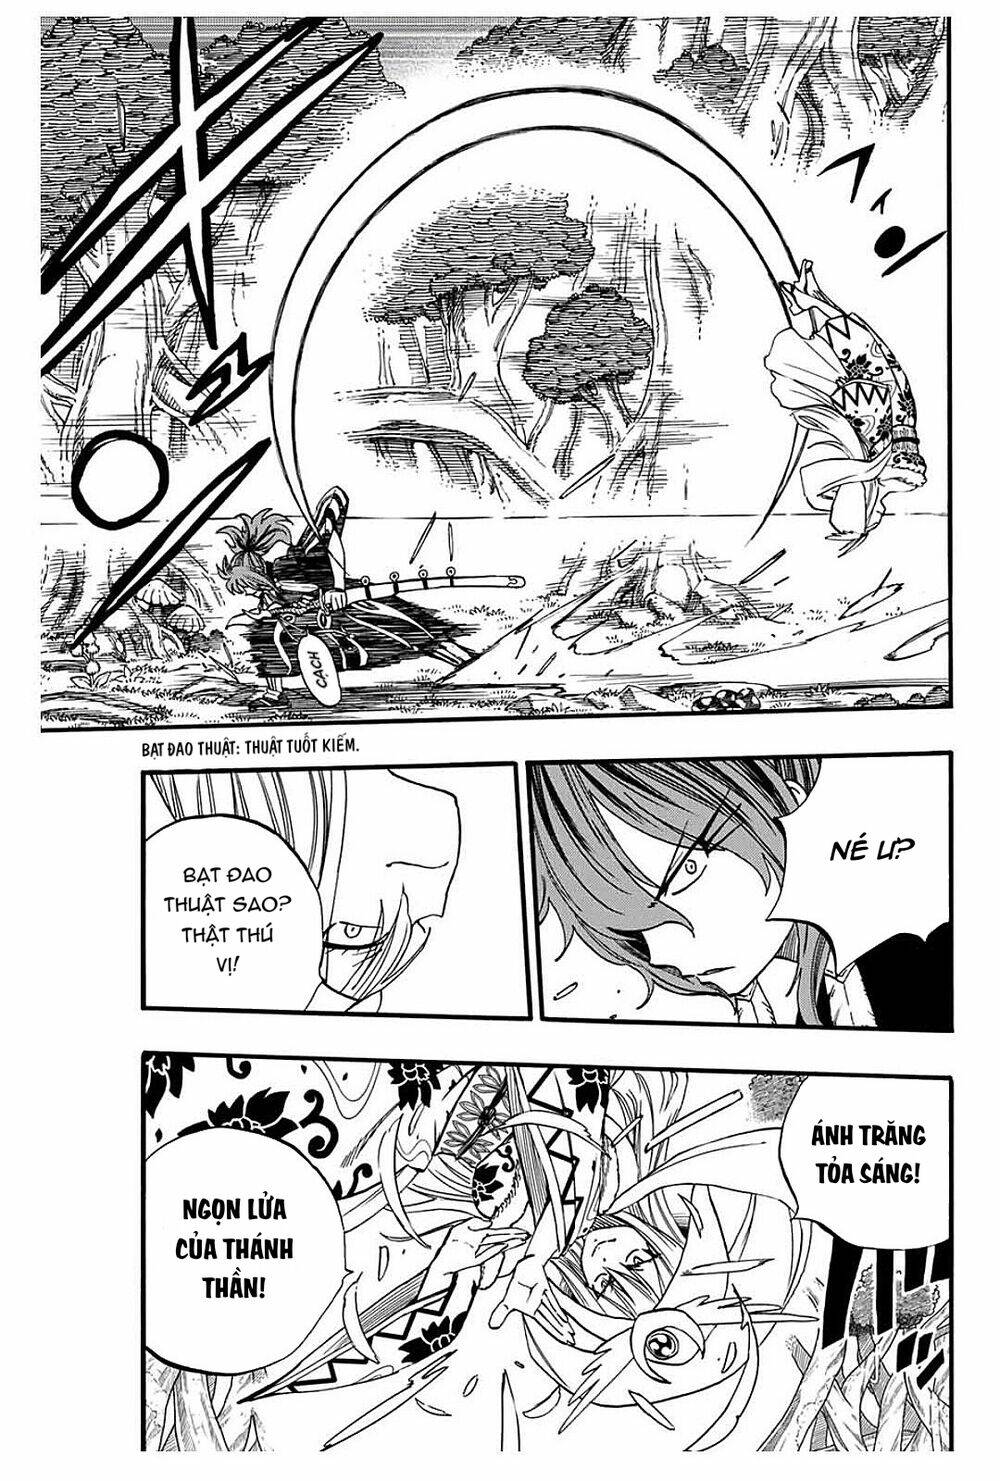 CẠCH
BẠT ĐAO THUẬT: THUẬT TUỐT KIẾM.
NÉ Ư?
BẠT ĐAO
THUẬT SAO?
THẬT THÚ
VỊ!
ÁNH TRĂNG
TỎA SÁNG!
NGỌN LỬA
CỦA THÁNH
THẦN!